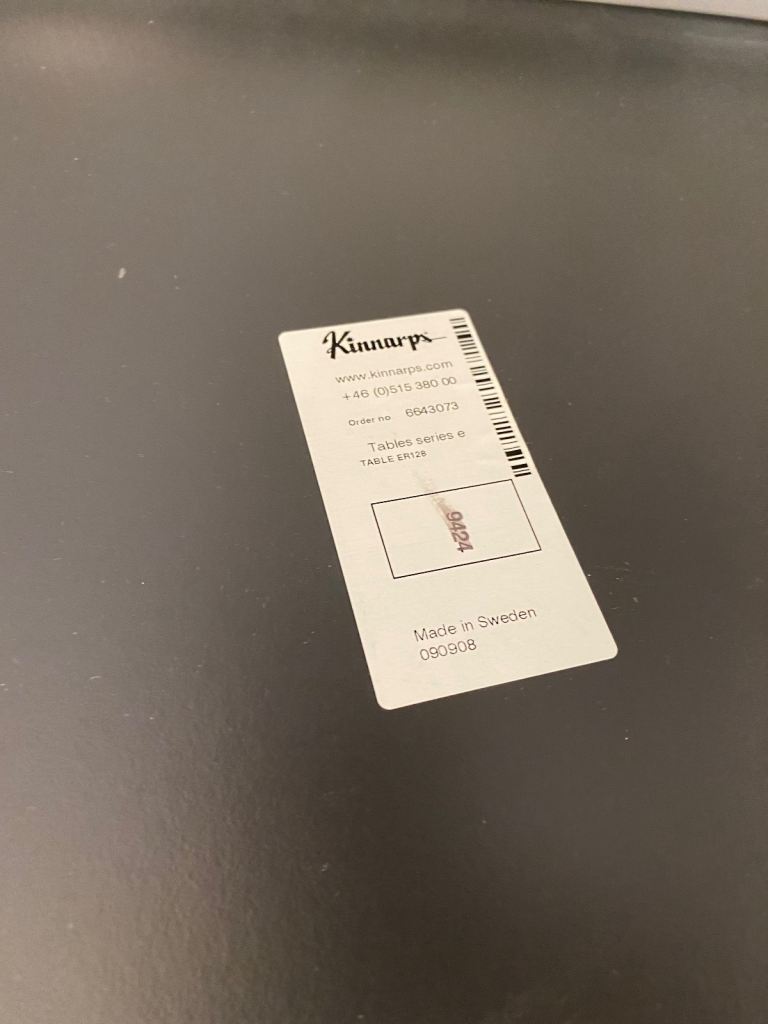 Kinnarps
www.kinnarps.com
+46 (0)515 380 00
Order no 6643073
Tables series e
TABLE ER128
9424
Made in Sweden
090908